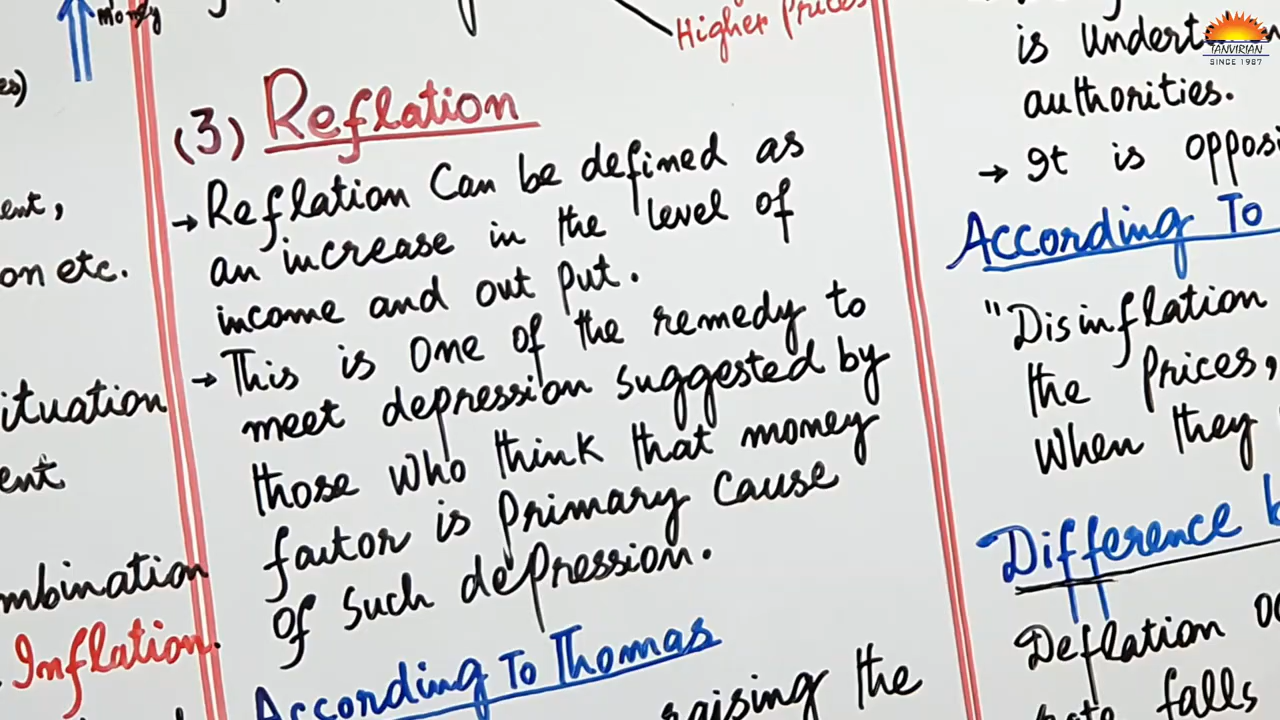 money
Higher Prices
(3) Reflation
→ Reflation Can be defined as
an increase in the level of
income and out put.
→ This is one of the remedy to
meet depression suggested by
those who think that money
factor is primary cause
of such depression.
According To Thomas
raising the
es)
ent,
on etc.
ituation
ent
mbination
Inflation.
is undert
authorities.
→ It is opposi
According To
"Disinflation
the Prices,
When they
Difference b
Deflation oc
rate falls
TANVIRIAN
SINCE 1987